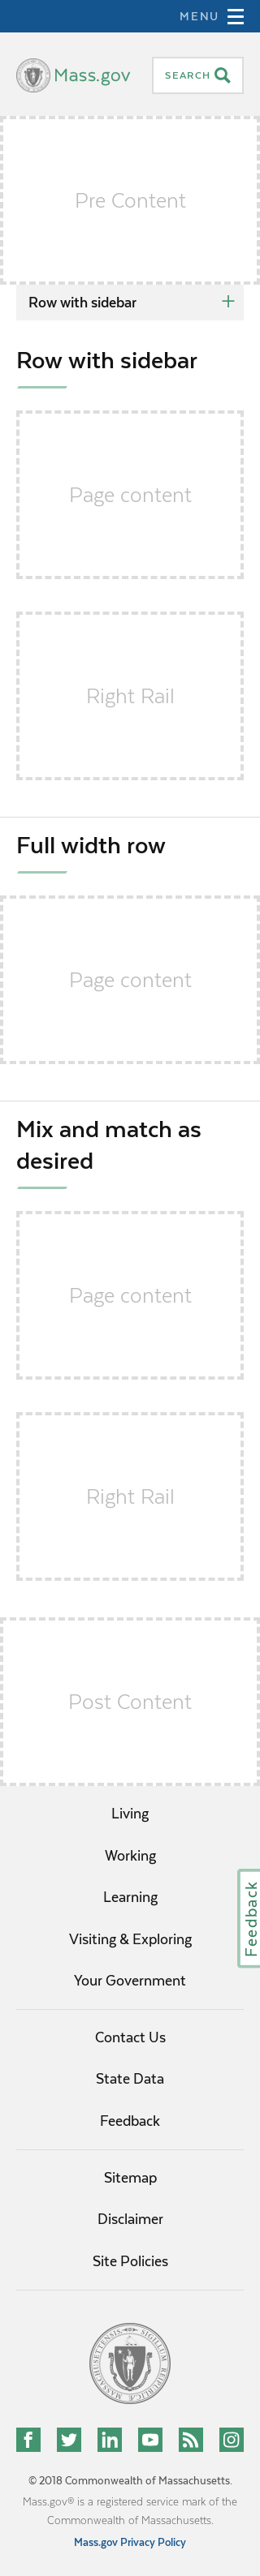 MENU
Mass.gov
SEARCH
Pre Content
Row with sidebar
Row with sidebar
Page content
Right Rail
Full width row
Page content
Mix and match as
desired
Page content
Right Rail
Post Content
Living
Working
Learning
Visiting & Exploring
Your Government
Feedback
Contact Us
State Data
Feedback
Sitemap
Disclaimer
Site Policies
© 2018 Commonwealth of Massachusetts.
Mass.gov® is a registered service mark of the
Commonwealth of Massachusetts.
Mass.gov Privacy Policy